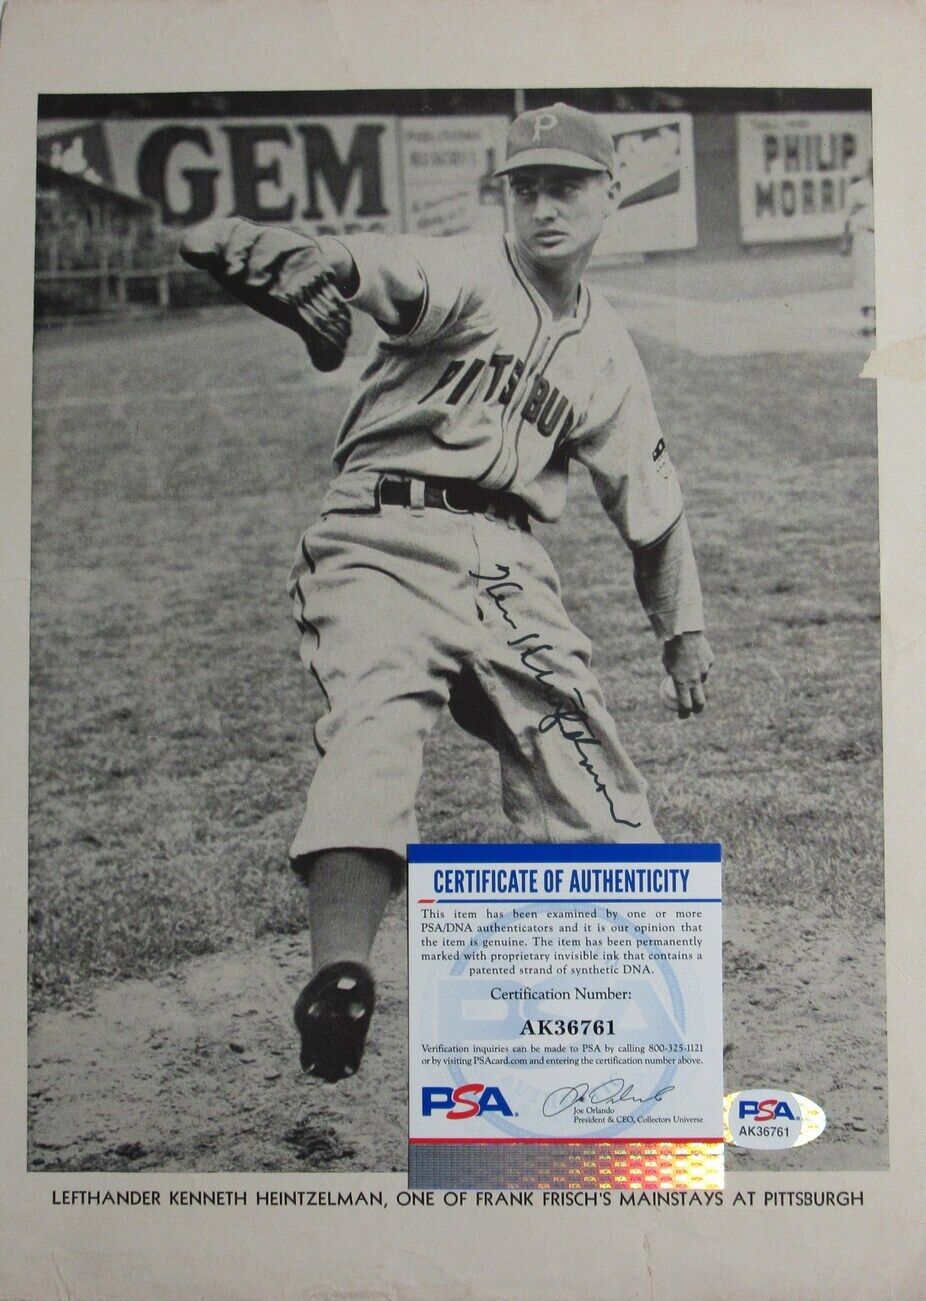 GEM
PHILIP
MORRI
P
PITTSBU
CERTIFICATE OF AUTHENTICITY
This item has been examined by one or more
PSA/DNA authenticators and it is our opinion that
the item is genuine. The item has been permanently
marked with proprietary invisible ink that contains a
patented strand of synthetic DNA.
Certification Number:
AK36761
Verification inquiries can be made to PSA by calling 800-325-1121
or by visiting PSAcard.com and entering the certification number above.
PSA.
Joe Orlando
President & CEO, Collectors Universe
PSA
AK36761
LEFTHANDER KENNETH HEINTZELMAN, ONE OF FRANK FRISCH'S MAINSTAYS AT PITTSBURGH